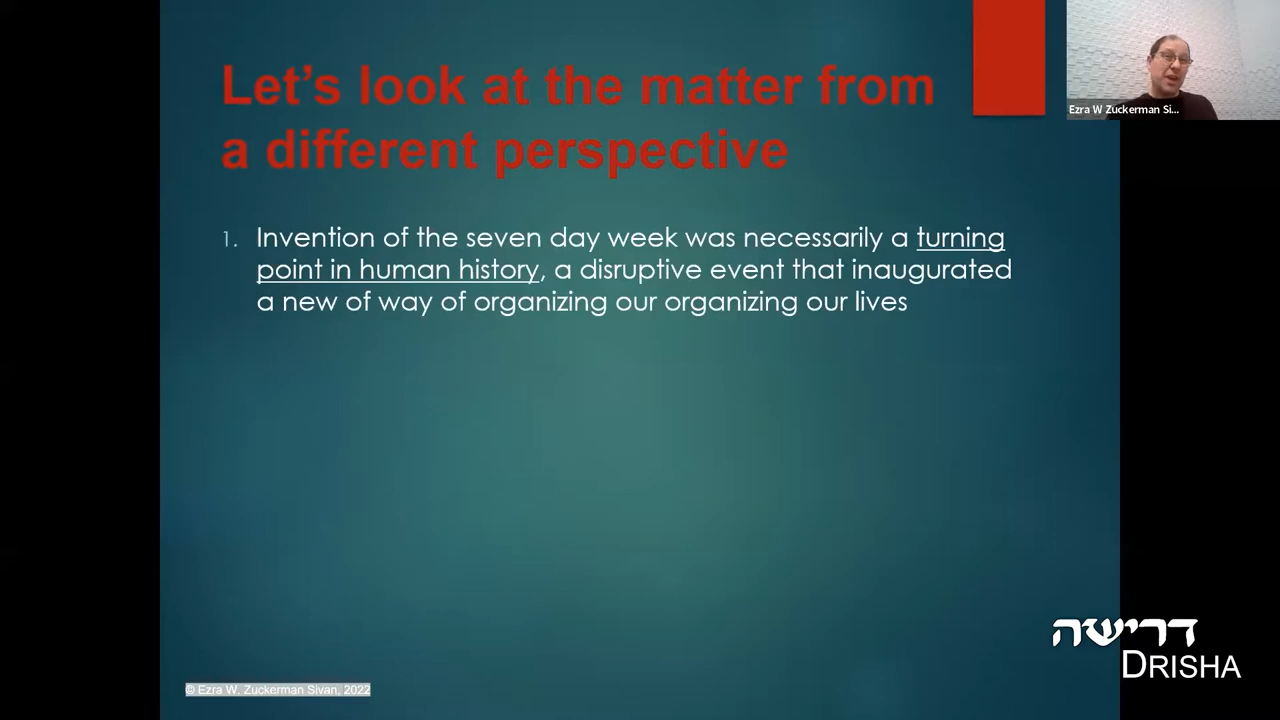 Let's look at the matter from
a different perspective
Ezra W Zuckerman Si...
1. Invention of the seven day week was necessarily a turning
point in human history, a disruptive event that inaugurated
a new of way of organizing our organizing our lives
דרישה
DRISHA
© Ezra W. Zuckerman Sivan, 2022